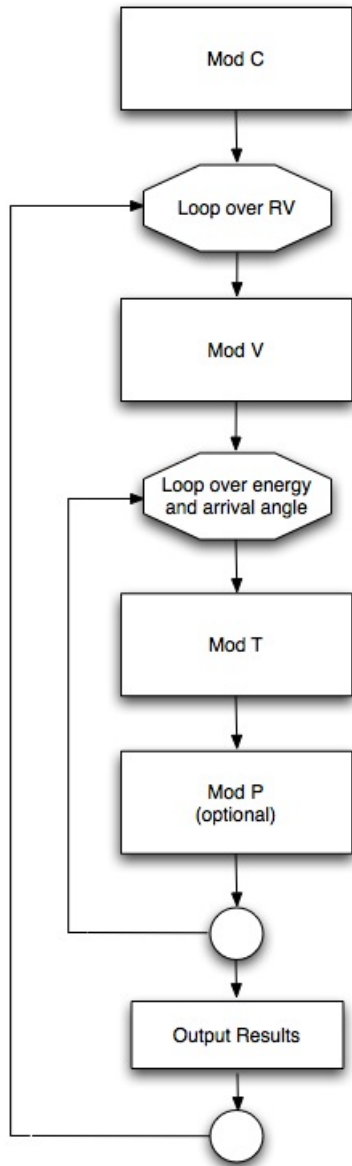 Mod C
Loop over RV
Mod V
Loop over energy
and arrival angle
Mod T
Mod P
(optional)
Output Results